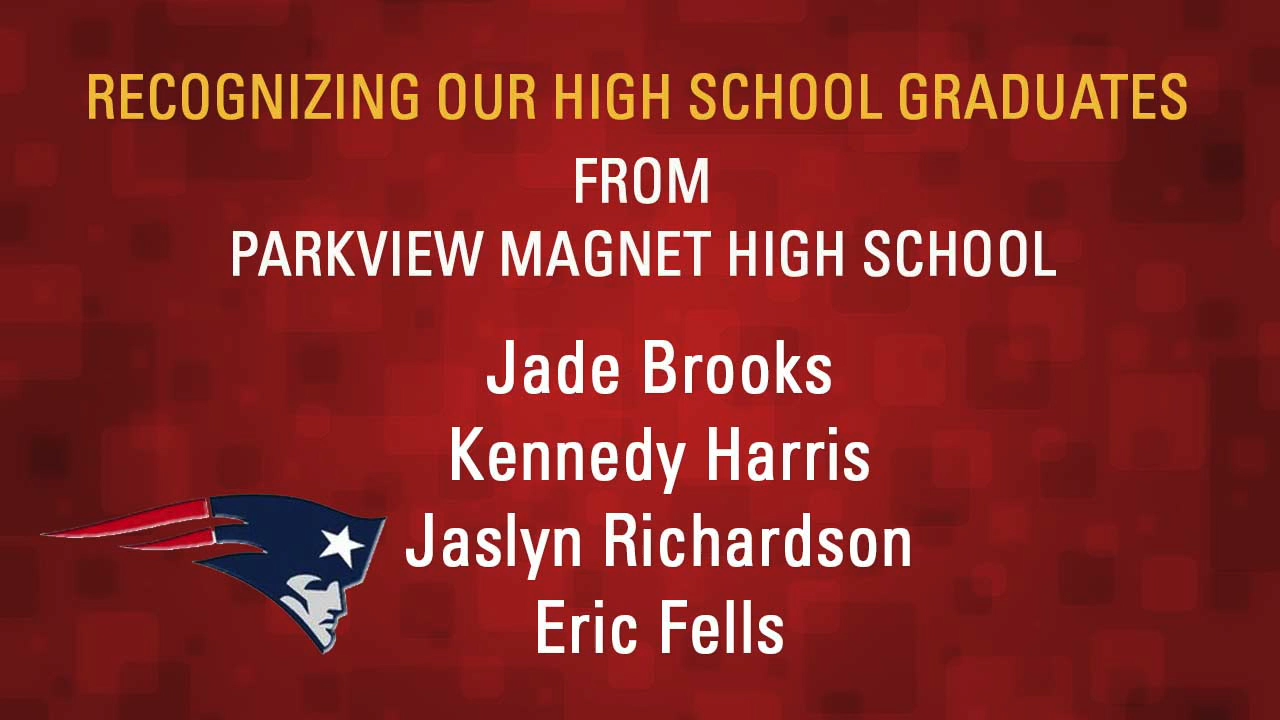 RECOGNIZING OUR HIGH SCHOOL GRADUATES
FROM
PARKVIEW MAGNET HIGH SCHOOL
Jade Brooks
Kennedy Harris
Jaslyn Richardson
Eric Fells